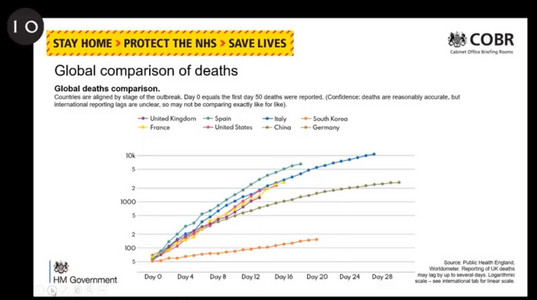 10
STAY HOME > PROTECT THE NHS > SAVE LIVES
COBR
Cabinet Office Briefing Rooms
Global comparison of deaths
Global deaths comparison.
Countries are aligned by stage of the outbreak. Day 0 equals the first day 50 deaths were reported. (Confidence: deaths are reasonably accurate, but
international reporting lags are unclear, so may not be comparing exactly like for like).
United Kingdom Spain Italy South Korea
France United States China Germany
10k
5
2
1000
5
2
100
5
Day 0 Day 4 Day 8 Day 12 Day 16 Day 20 Day 24 Day 28
HM Government
Source: Public Health England,
Worldometer. Reporting of UK deaths
may lag by up to several days. Logarithmic
scale – see international tab for linear scale.